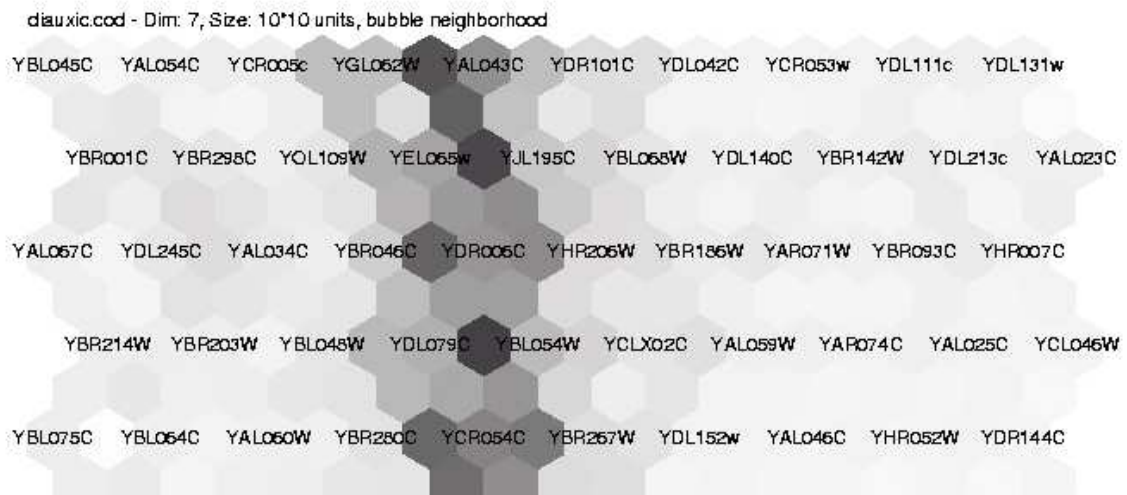 diauxic.cod - Dim: 7, Size: 10*10 units, bubble neighborhood
YBL045C YAL054C YCR005c YGL062W YAL043C YDR101C YDL042C YCR053w YDL111c YDL131w
YBR001C YBR298C YOL109W YEL065w YJL195C YBL068W YDL140C YBR142W YDL213c YAL023C
YAL067C YDL245C YAL034C YBR046C YDR006C YHR206W YBR186W YAR071W YBR093C YHR007C
YBR214W YBR203W YBL048W YDL079C YBL054W YCLX02C YAL059W YAR074C YAL025C YCL046W
YBL075C YBL064C YAL060W YBR280C YCR054C YBR267W YDL152w YAL046C YHR052W YDR144C